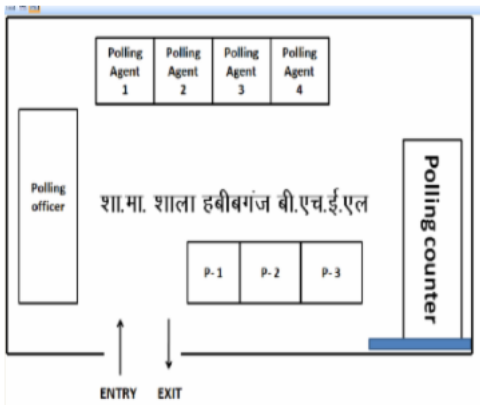 Polling Agent 1
Polling Agent 2
Polling Agent 3
Polling Agent 4
Polling officer
शा.मा. शाला हबीबगंज बी.एच.ई.एल
Polling counter
P-1
P-2
P-3
ENTRY
EXIT